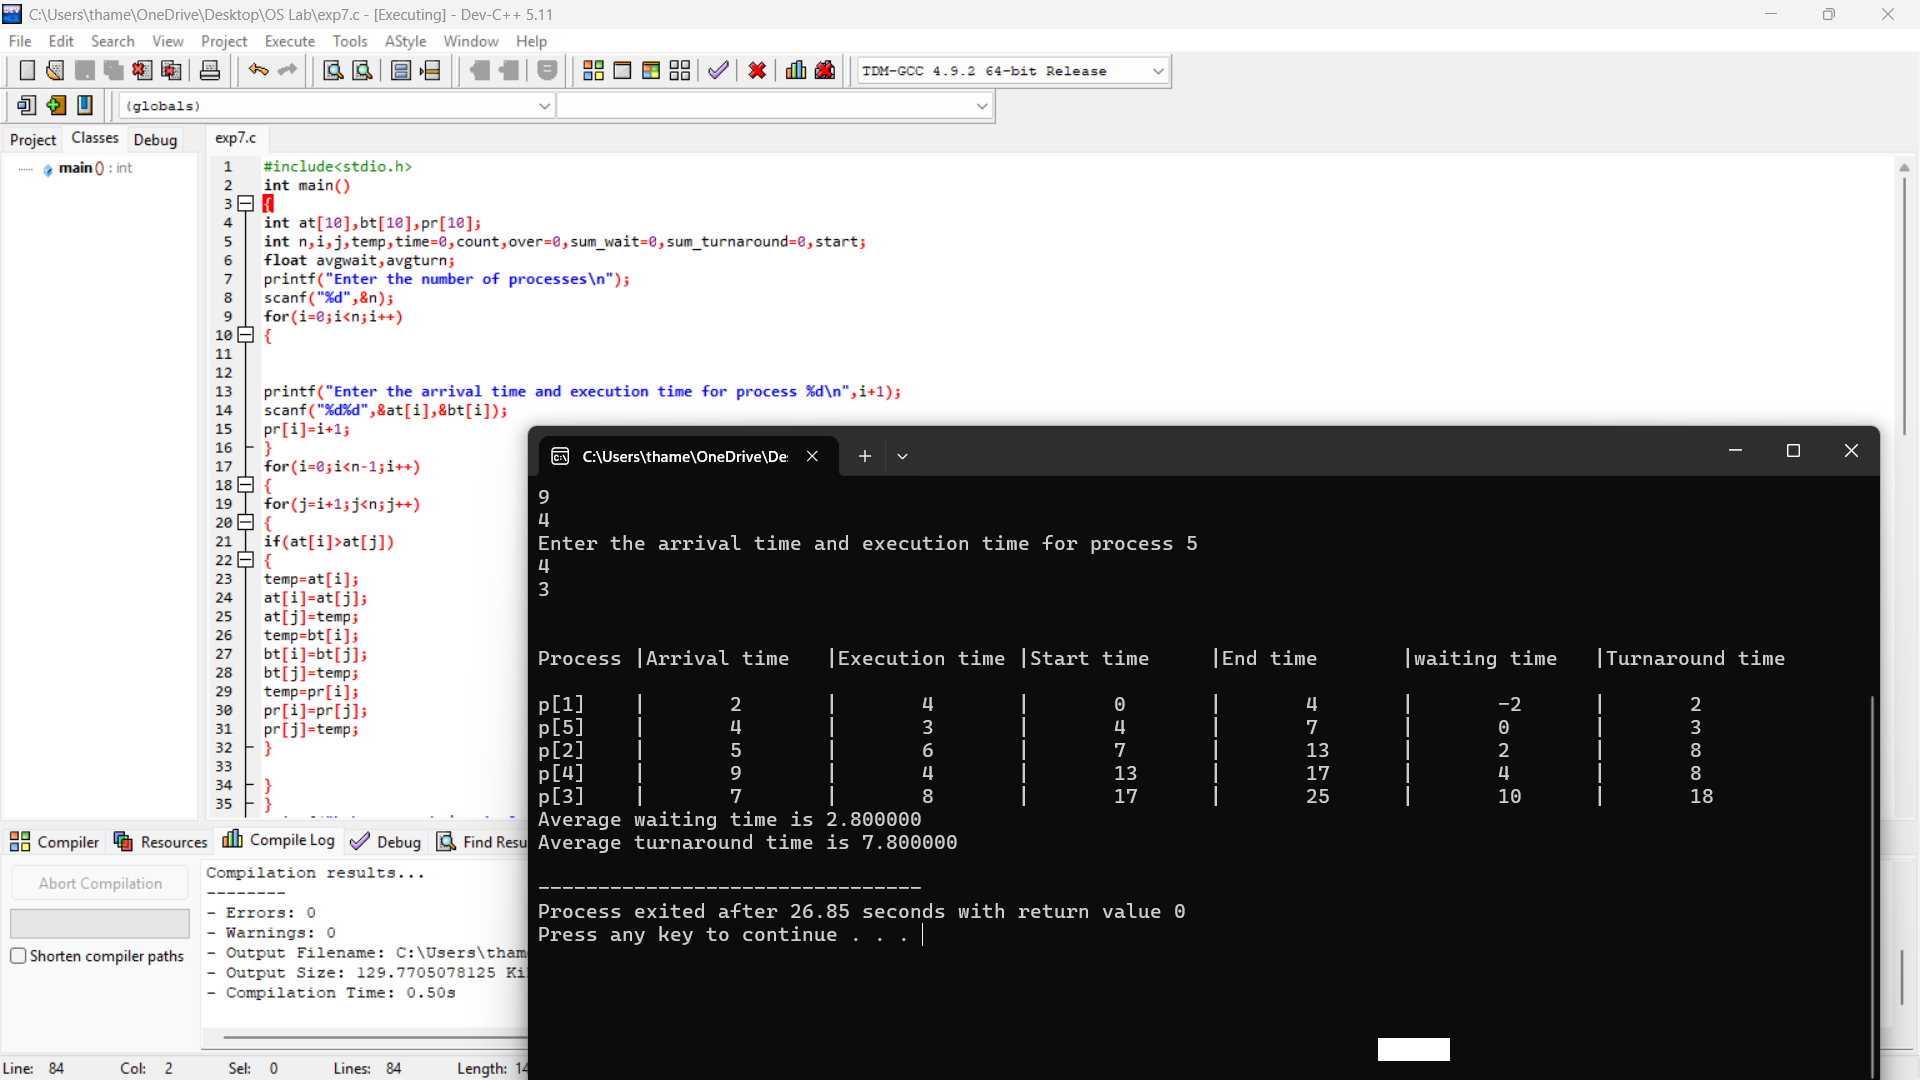 C:\Users\thame\OneDrive\Desktop\OS Lab\exp7.c - [Executing] - Dev-C++ 5.11
File Edit Search View Project Execute Tools AStyle Window Help
TDM-GCC 4.9.2 64-bit Release
(globals)
Project Classes Debug
exp7.c
main () : int
1 #include<stdio.h>
2 int main()
3 {
4 int at[10],bt[10],pr[10];
5 int n,i,j,temp,time=0,count,over=0,sum_wait=0,sum_turnaround=0,start;
6 float avgwait,avgturn;
7 printf("Enter the number of processes\n");
8 scanf("%d",&n);
9 for(i=0;i<n;i++)
10 {
11
12
13 printf("Enter the arrival time and execution time for process %d\n",i+1);
14 scanf("%d%d",&at[i],&bt[i]);
15 pr[i]=i+1;
16 }
17 for(i=0;i<n-1;i++)
18 {
19 for(j=i+1;j<n;j++)
20 {
21 if(at[i]>at[j])
22 {
23 temp=at[i];
24 at[i]=at[j];
25 at[j]=temp;
26 temp=bt[i];
27 bt[i]=bt[j];
28 bt[j]=temp;
29 temp=pr[i];
30 pr[i]=pr[j];
31 pr[j]=temp;
32 }
33
34 }
35 }
C:\Users\thame\OneDrive\De
9
4
Enter the arrival time and execution time for process 5
4
3
Process |Arrival time |Execution time |Start time |End time |waiting time |Turnaround time
p[1] | 2 | 4 | 0 | 4 | -2 | 2
p[5] | 4 | 3 | 4 | 7 | 0 | 3
p[2] | 5 | 6 | 7 | 13 | 2 | 8
p[4] | 9 | 4 | 13 | 17 | 4 | 8
p[3] | 7 | 8 | 17 | 25 | 10 | 18
Average waiting time is 2.800000
Average turnaround time is 7.800000
--------------------------------
Process exited after 26.85 seconds with return value 0
Press any key to continue . . .
Compiler Resources Compile Log Debug Find Resu
Abort Compilation
Shorten compiler paths
Compilation results...
--------
- Errors: 0
- Warnings: 0
- Output Filename: C:\Users\tham
- Output Size: 129.7705078125 Ki
- Compilation Time: 0.50s
Line: 84 Col: 2 Sel: 0 Lines: 84 Length: 14